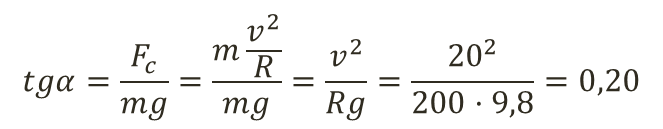 tgα = F_c / mg = m (v² / R) / mg = v² / Rg = 20² / (200 · 9,8) = 0,20